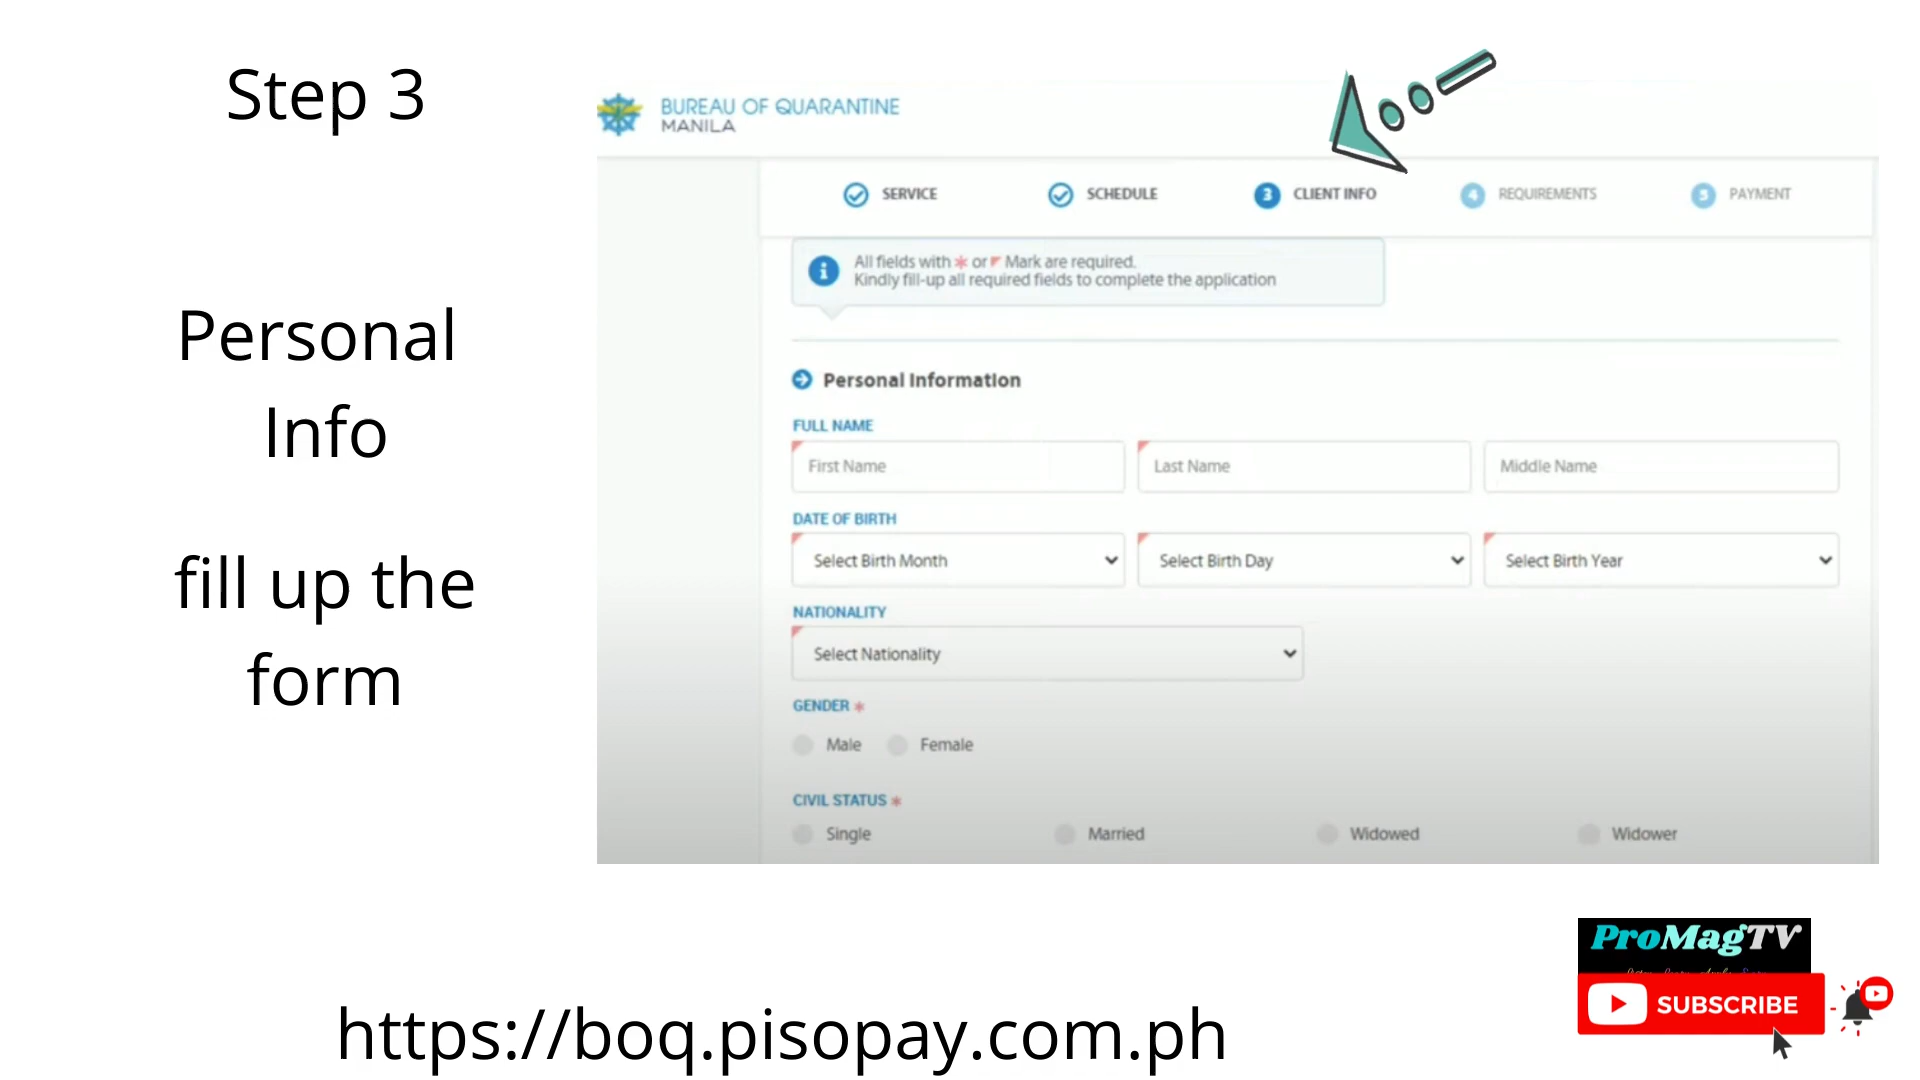 Step 3
Personal
Info
fill up the
form
BUREAU OF QUARANTINE
MANILA
SERVICE
SCHEDULE
3 CLIENT INFO
4 REQUIREMENTS
5 PAYMENT
All fields with * or Mark are required.
Kindly fill-up all required fields to complete the application
Personal Information
FULL NAME
First Name
Last Name
Middle Name
DATE OF BIRTH
Select Birth Month
Select Birth Day
Select Birth Year
NATIONALITY
Select Nationality
GENDER *
Male
Female
CIVIL STATUS *
Single
Married
Widowed
Widower
ProMagTV
SUBSCRIBE
https://boq.pisopay.com.ph